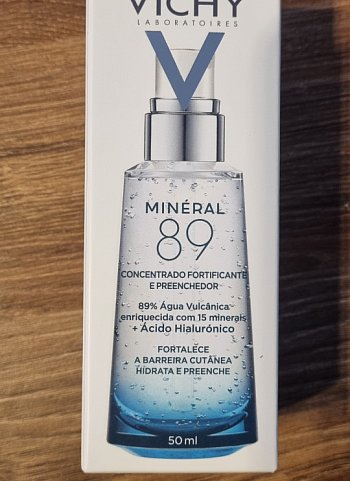 VICHY
LABORATOIRES
MINÉRAL
89
CONCENTRADO FORTIFICANTE
E PREENCHEDOR
89% Água Vulcânica
enriquecida com 15 minerais
+ Ácido Hialurónico
FORTALECE
A BARREIRA CUTÂNEA
HIDRATA E PREENCHE
50 ml